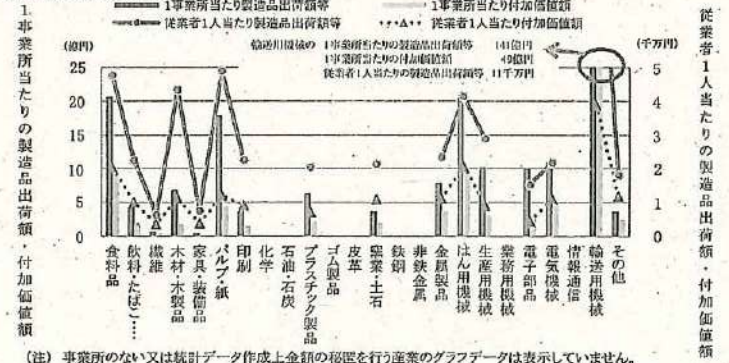 1事業所当たり製造品出荷額等
1事業所当たり付加価値額
従業者1人当たり製造品出荷額等
従業者1人当たり付加価値額
1事業所当たりの製造品出荷額・付加価値額
(億円)
輸送用機械の 1事業所当たりの製造品出荷額等 141億円
1事業所当たりの付加価値額 49億円
従業者1人当たりの製造品出荷額等 11千万円
(千万円)
従業者1人当たりの製造品出荷額・付加価値額
25
20
15
10
5
0
5
4
3
2
1
0
食料品
飲料・たばこ……
繊維
木材・木製品
家具・装備品
パルプ・紙
印刷
化学
石油・石炭
プラスチック製品
ゴム製品
皮革
窯業・土石
鉄鋼
非鉄金属
金属製品
はん用機械
生産用機械
業務用機械
電子部品
電気機械
情報通信
輸送用機械
その他
(注) 事業所のない又は統計データ作成上金額の秘匿を行う産業のグラフデータは表示していません。